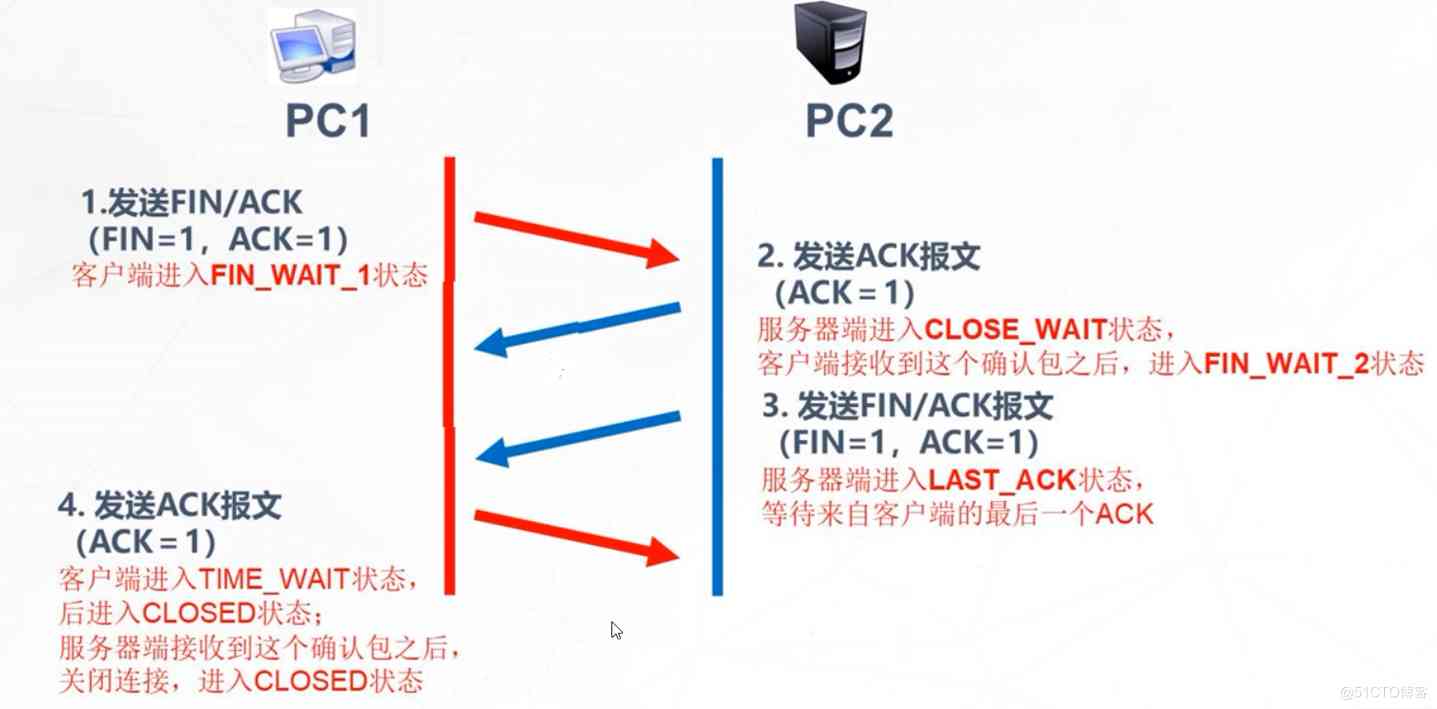 PC1
PC2
1.发送FIN/ACK
（FIN=1，ACK=1）
客户端进入FIN_WAIT_1状态
2. 发送ACK报文
（ACK = 1）
服务器端进入CLOSE_WAIT状态，
客户端接收到这个确认包之后，进入FIN_WAIT_2状态
3. 发送FIN/ACK报文
（FIN=1，ACK=1）
服务器端进入LAST_ACK状态，
等待来自客户端的最后一个ACK
4. 发送ACK报文
（ACK = 1）
客户端进入TIME_WAIT状态，
后进入CLOSED状态；
服务器端接收到这个确认包之后，
关闭连接，进入CLOSED状态
@51CTO博客